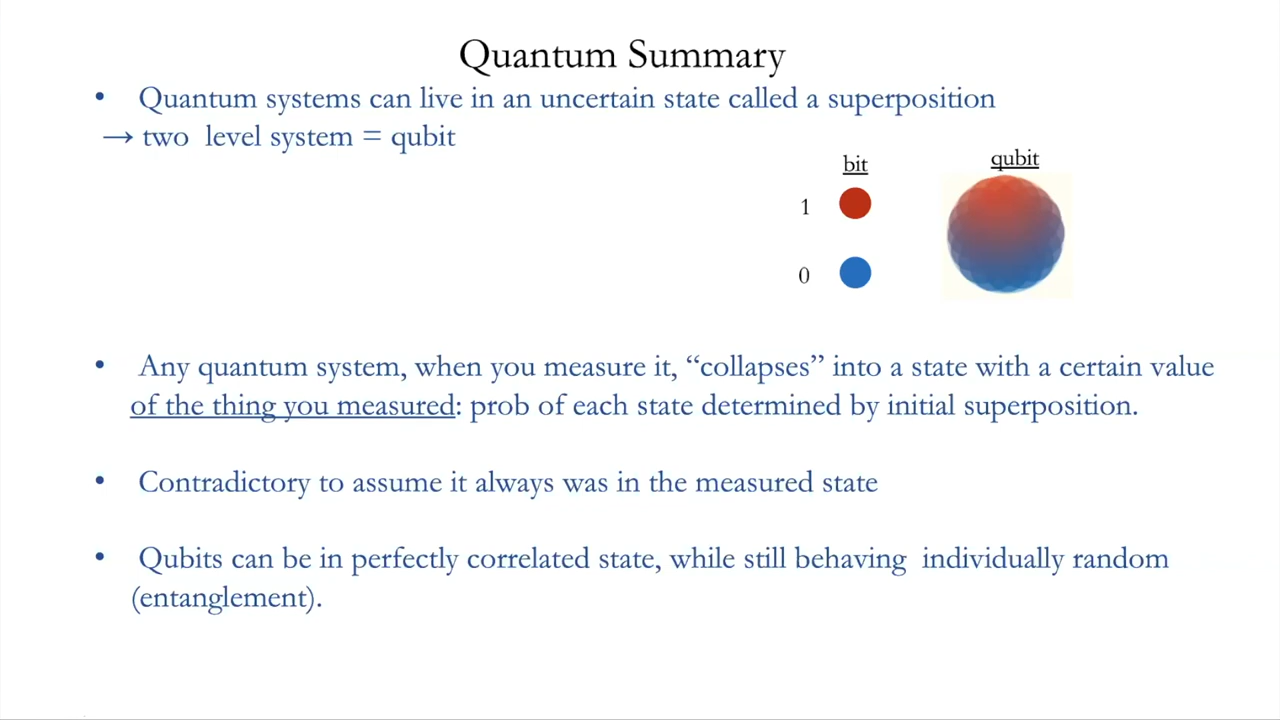 Quantum Summary
• Quantum systems can live in an uncertain state called a superposition
→ two level system = qubit
bit
qubit
1
0
• Any quantum system, when you measure it, “collapses” into a state with a certain value
of the thing you measured: prob of each state determined by initial superposition.
• Contradictory to assume it always was in the measured state
• Qubits can be in perfectly correlated state, while still behaving individually random
(entanglement).